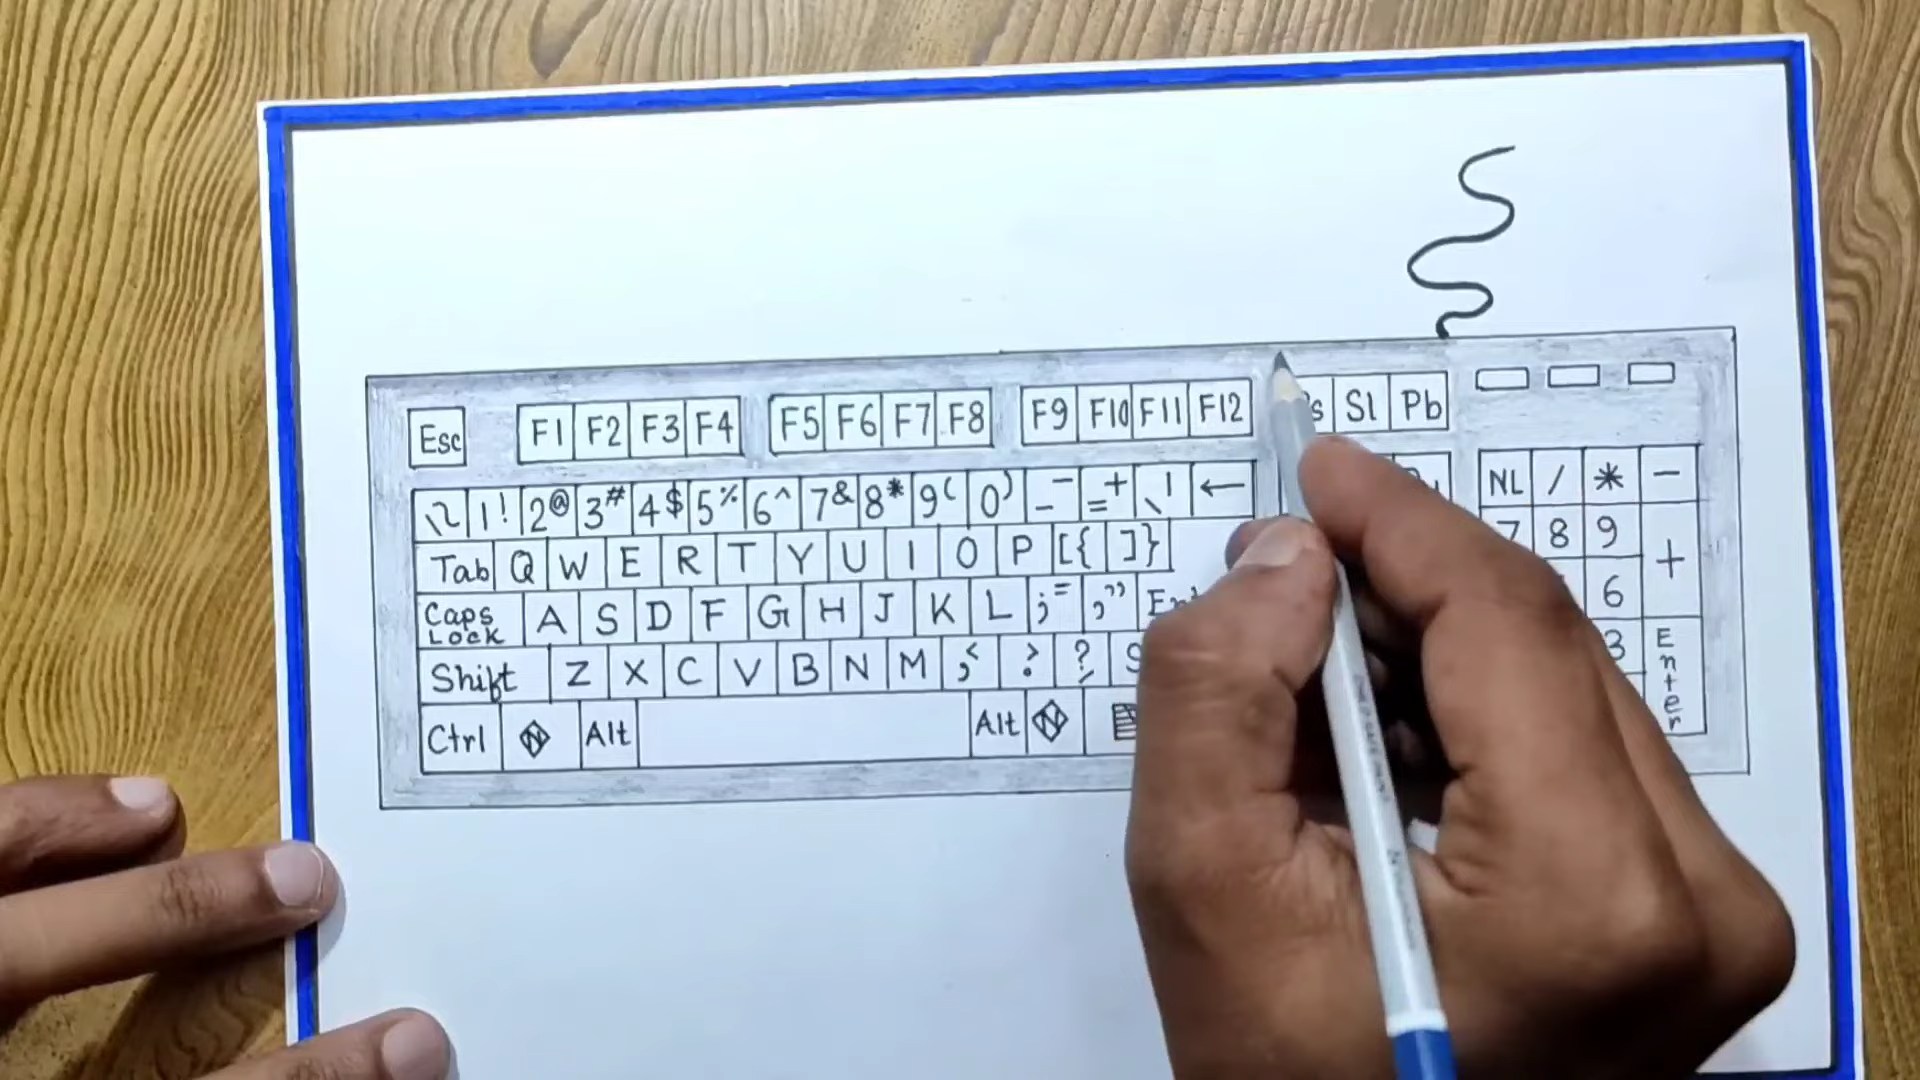 Esc F1 F2 F3 F4 F5 F6 F7 F8 F9 F10 F11 F12 Sl Pb
1! 2@ 3# 4$ 5% 6^ 7& 8* 9( 0) _- =+ \| ← NL / * -
Tab Q W E R T Y U I O P [{ ]} 7 8 9 +
Caps Lock A S D F G H J K L ;= ,” 6
Shift Z X C V B N M ,< .> ?/ 3 Enter
Ctrl Alt Alt